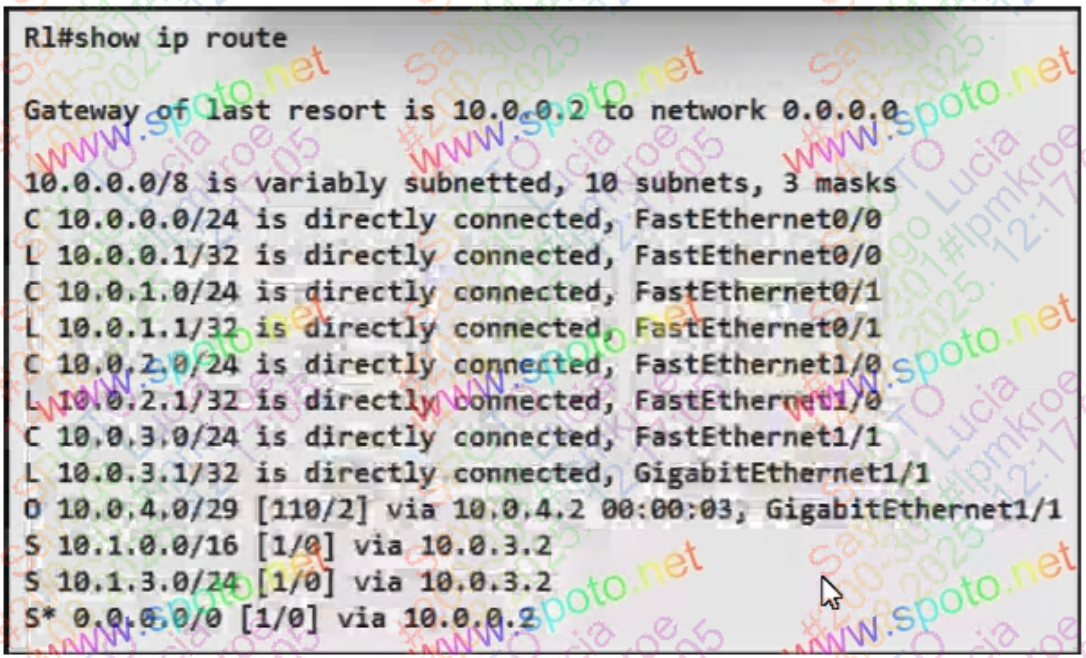 R1#show ip route
Gateway of last resort is 10.0.0.2 to network 0.0.0.0
10.0.0.0/8 is variably subnetted, 10 subnets, 3 masks
C 10.0.0.0/24 is directly connected, FastEthernet0/0
L 10.0.0.1/32 is directly connected, FastEthernet0/0
C 10.0.1.0/24 is directly connected, FastEthernet0/1
L 10.0.1.1/32 is directly connected, FastEthernet0/1
C 10.0.2.0/24 is directly connected, FastEthernet1/0
L 10.0.2.1/32 is directly connected, FastEthernet1/0
C 10.0.3.0/24 is directly connected, FastEthernet1/1
L 10.0.3.1/32 is directly connected, GigabitEthernet1/1
O 10.0.4.0/29 [110/2] via 10.0.4.2 00:00:03, GigabitEthernet1/1
S 10.1.0.0/16 [1/0] via 10.0.3.2
S 10.1.3.0/24 [1/0] via 10.0.3.2
S* 0.0.0.0/0 [1/0] via 10.0.0.2
www.spoto.net
www.spoto.net
www.spoto.net
www.spoto.net
www.spoto.net
www.spoto.net
www.spoto.net
www.spoto.net
www.spoto.net